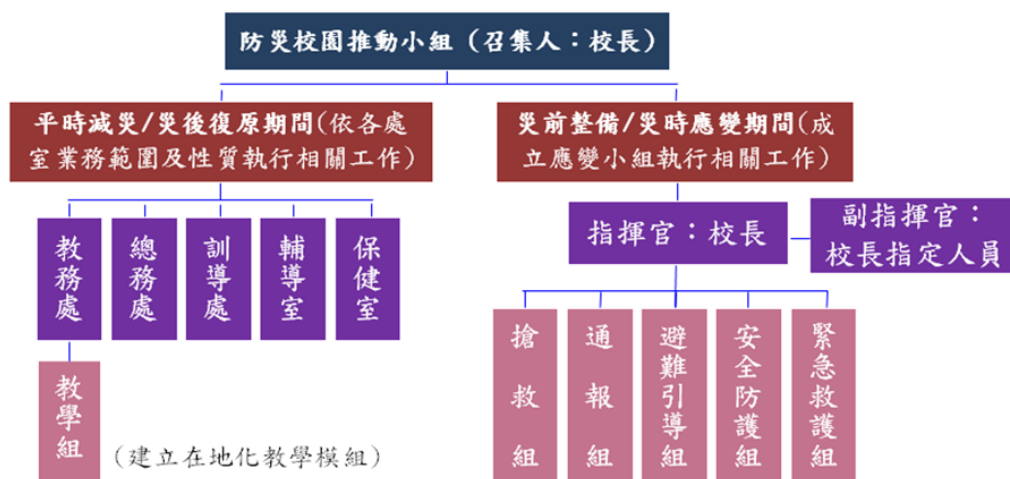 防災校園推動小組（召集人：校長）
平時減災/災後復原期間(依各處
室業務範圍及性質執行相關工作)
災前整備/災時應變期間(成
立應變小組執行相關工作)
教務處
總務處
訓導處
輔導室
保健室
指揮官：校長
副指揮官：
校長指定人員
教學組
(建立在地化教學模組)
搶救組
通報組
避難引導組
安全防護組
緊急救護組